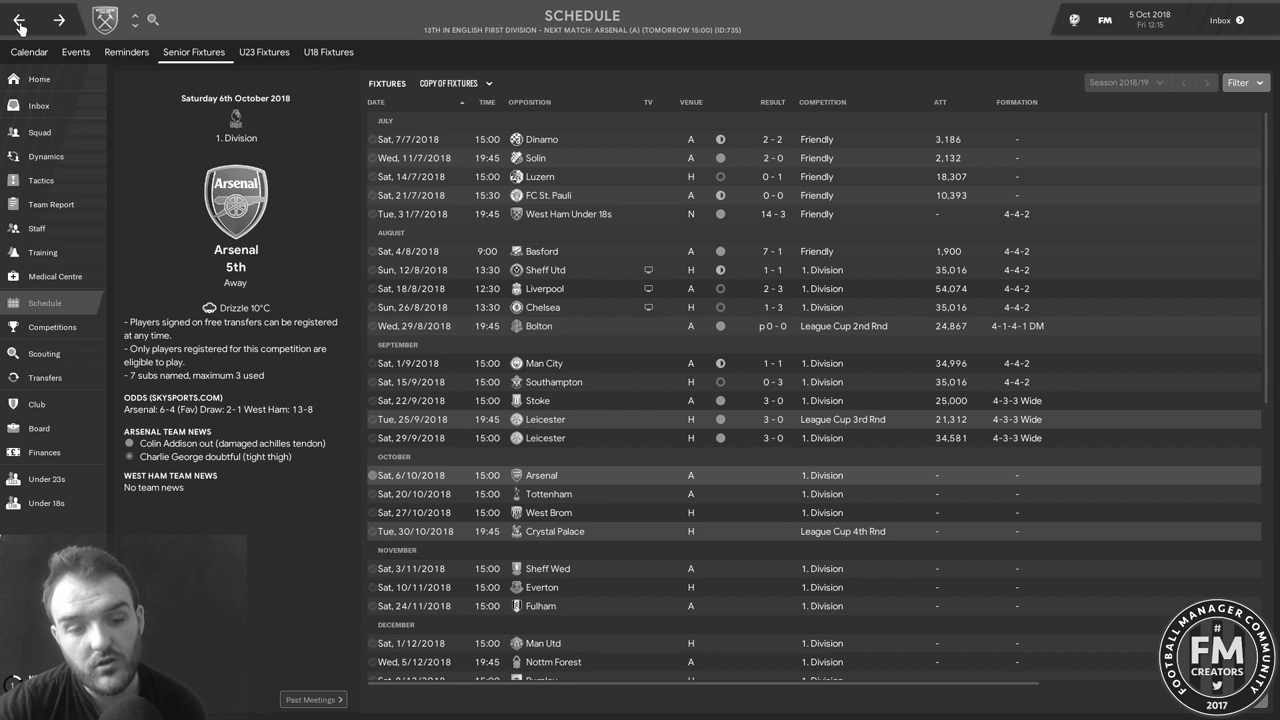 SCHEDULE
13TH IN ENGLISH FIRST DIVISION - NEXT MATCH: ARSENAL (A) (TOMORROW 15:00) (ID:735)
FM
5 Oct 2018
Fri 12:15
Inbox
Calendar Events Reminders Senior Fixtures U23 Fixtures U18 Fixtures
Home
Inbox
Squad
Dynamics
Tactics
Team Report
Staff
Training
Medical Centre
Schedule
Competitions
Scouting
Transfers
Club
Board
Finances
Under 23s
Under 18s
Saturday 6th October 2018
1. Division
Arsenal
Arsenal
5th
Away
Drizzle 10°C
- Players signed on free transfers can be registered
at any time.
- Only players registered for this competition are
eligible to play.
- 7 subs named, maximum 3 used
ODDS (SKYSPORTS.COM)
Arsenal: 6-4 (Fav) Draw: 2-1 West Ham: 13-8
ARSENAL TEAM NEWS
Colin Addison out (damaged achilles tendon)
Charlie George doubtful (tight thigh)
WEST HAM TEAM NEWS
No team news
Past Meetings
FIXTURES COPY OF FIXTURES Season 2018/19 Filter
DATE TIME OPPOSITION TV VENUE RESULT COMPETITION ATT FORMATION
JULY
Sat, 7/7/2018 15:00 Dinamo A 2 - 2 Friendly 3,186 -
Wed, 11/7/2018 19:45 Solin A 2 - 0 Friendly 2,132 -
Sat, 14/7/2018 15:00 Luzern H 0 - 1 Friendly 18,307 -
Sat, 21/7/2018 15:30 FC St. Pauli A 0 - 0 Friendly 10,393 -
Tue, 31/7/2018 19:45 West Ham Under 18s N 14 - 3 Friendly - 4-4-2
AUGUST
Sat, 4/8/2018 9:00 Basford A 7 - 1 Friendly 1,900 4-4-2
Sun, 12/8/2018 13:30 Sheff Utd H 1 - 1 1. Division 35,016 4-4-2
Sat, 18/8/2018 12:30 Liverpool A 2 - 3 1. Division 54,074 4-4-2
Sun, 26/8/2018 13:30 Chelsea H 1 - 3 1. Division 35,016 4-4-2
Wed, 29/8/2018 19:45 Bolton A p 0 - 0 League Cup 2nd Rnd 24,867 4-1-4-1 DM
SEPTEMBER
Sat, 1/9/2018 15:00 Man City A 1 - 1 1. Division 34,996 4-4-2
Sat, 15/9/2018 15:00 Southampton H 0 - 3 1. Division 35,016 4-4-2
Sat, 22/9/2018 15:00 Stoke A 3 - 0 1. Division 25,000 4-3-3 Wide
Tue, 25/9/2018 19:45 Leicester H 3 - 0 League Cup 3rd Rnd 21,312 4-3-3 Wide
Sat, 29/9/2018 15:00 Leicester H 3 - 0 1. Division 34,581 4-3-3 Wide
OCTOBER
Sat, 6/10/2018 15:00 Arsenal A 1. Division - -
Sat, 20/10/2018 15:00 Tottenham A 1. Division - -
Sat, 27/10/2018 15:00 West Brom H 1. Division - -
Tue, 30/10/2018 19:45 Crystal Palace H League Cup 4th Rnd - -
NOVEMBER
Sat, 3/11/2018 15:00 Sheff Wed A 1. Division - -
Sat, 10/11/2018 15:00 Everton H 1. Division - -
Sat, 24/11/2018 15:00 Fulham A 1. Division - -
DECEMBER
Sat, 1/12/2018 15:00 Man Utd H 1. Division - -
Wed, 5/12/2018 19:45 Nottm Forest A 1. Division - -
FOOTBALL MANAGER COMMUNITY
#
FM
CREATORS
2017